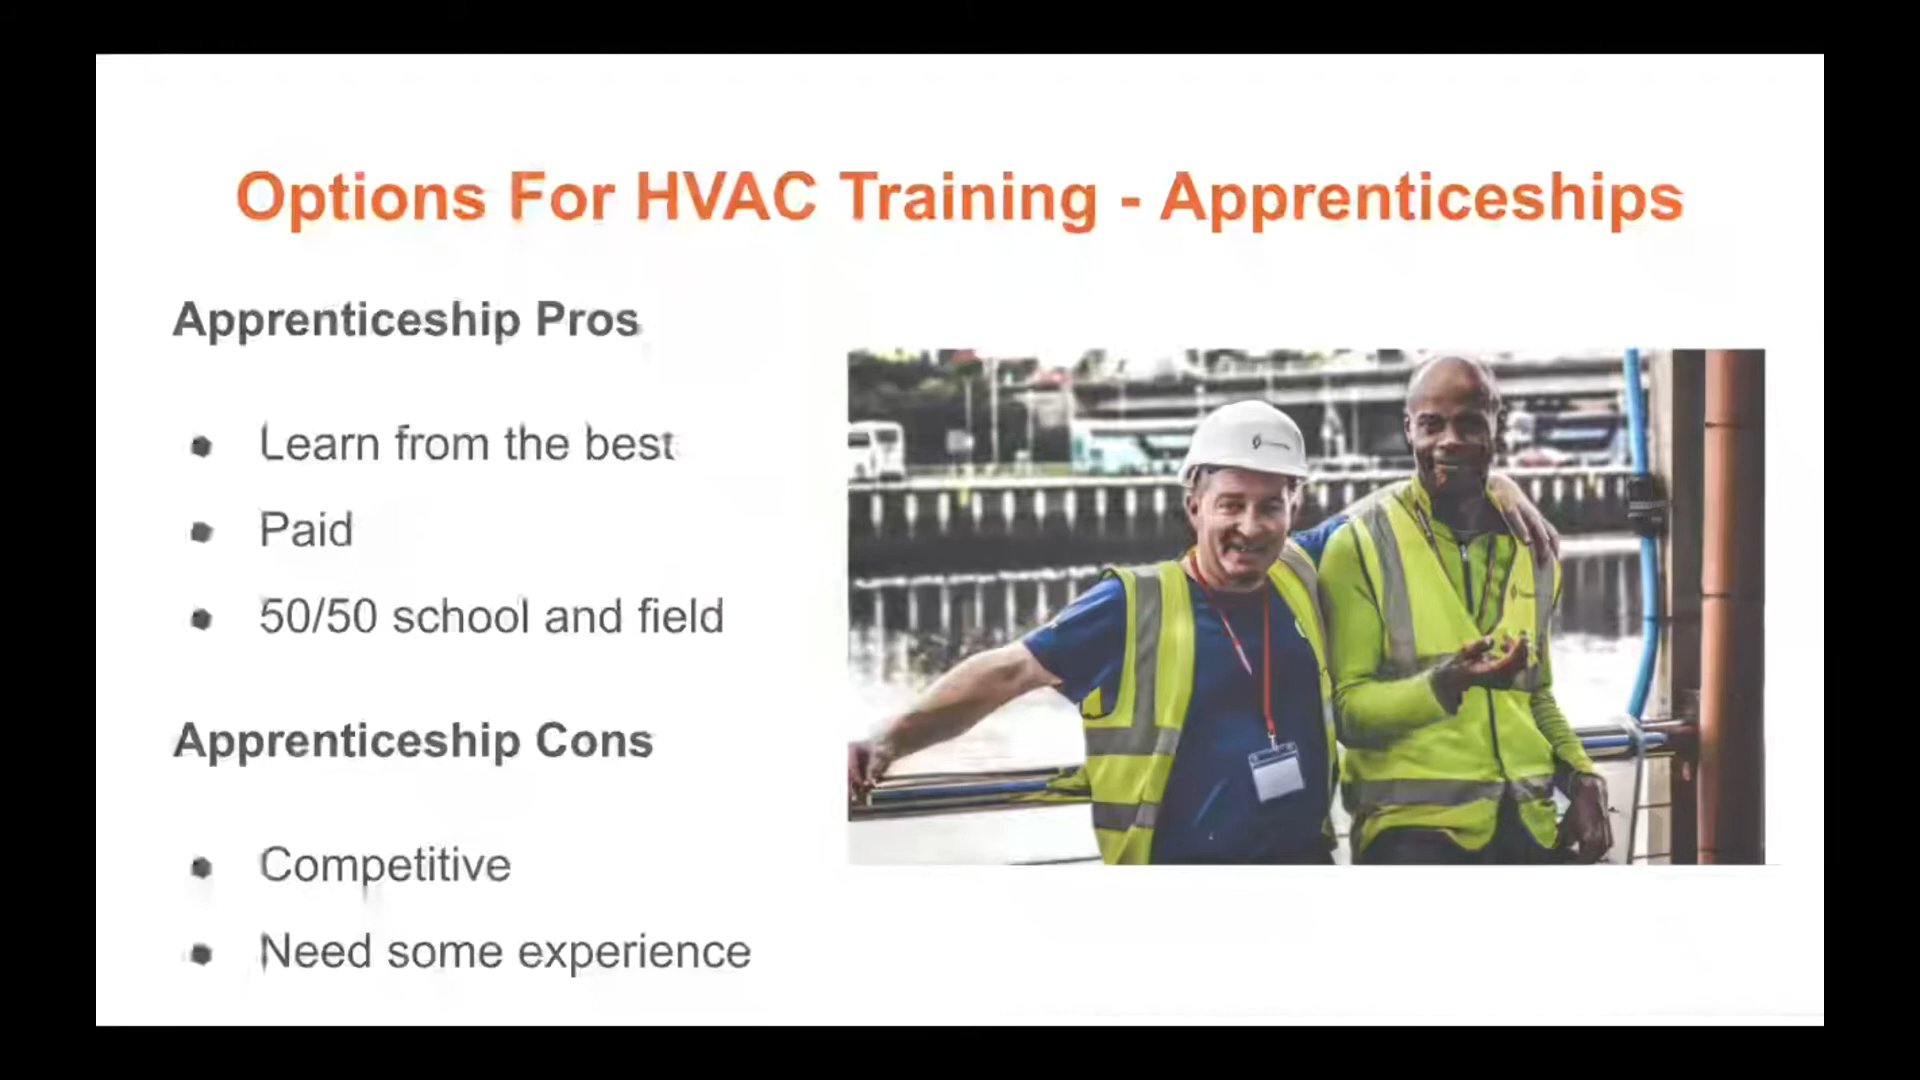 Options For HVAC Training - Apprenticeships
Apprenticeship Pros
Learn from the best
Paid
50/50 school and field
Apprenticeship Cons
Competitive
Need some experience